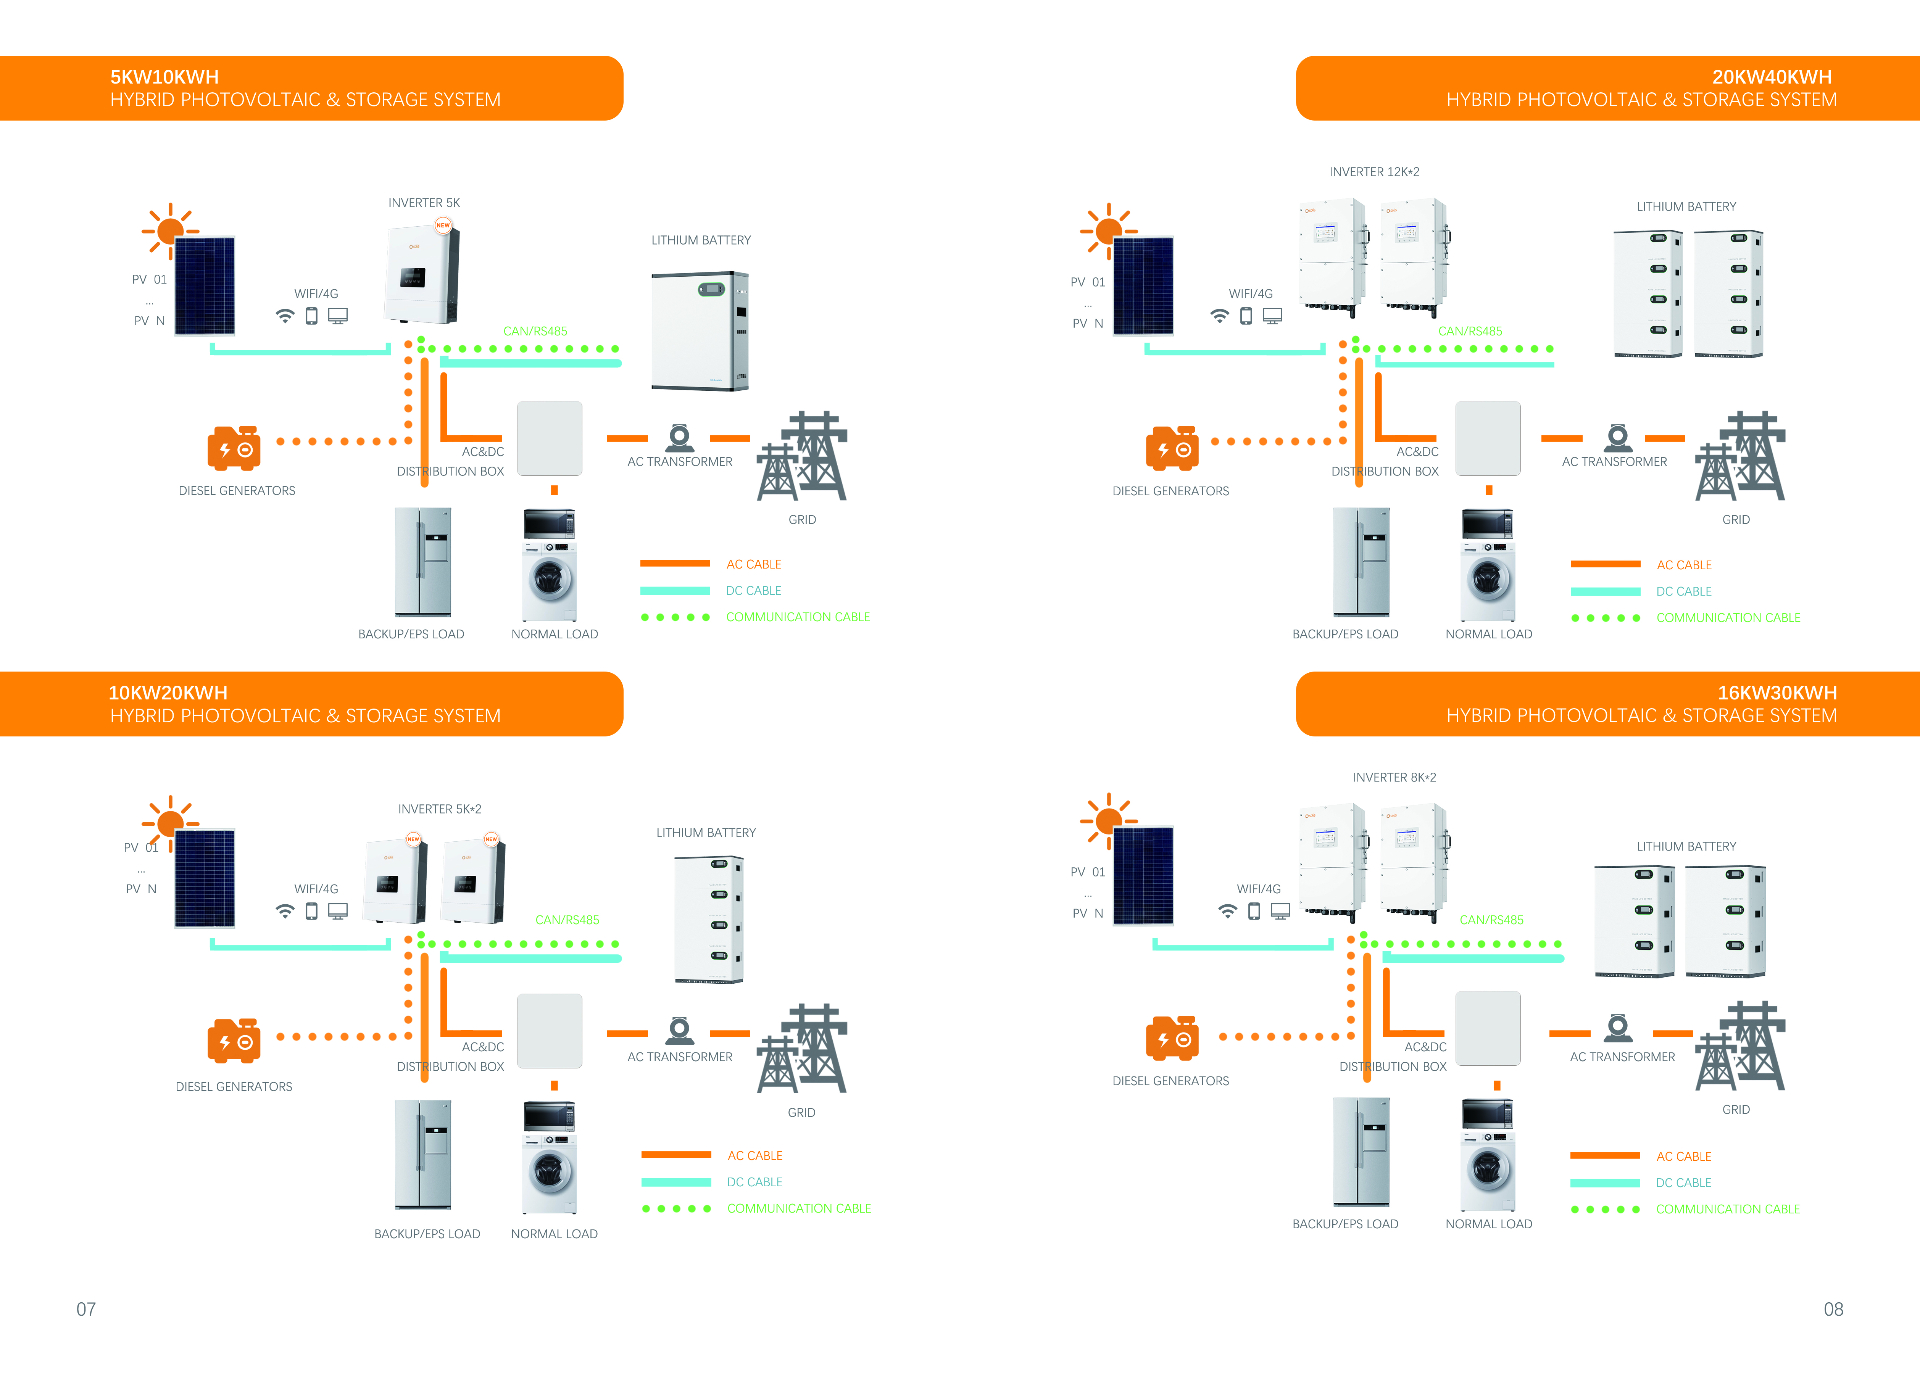 5KW10KWH
HYBRID PHOTOVOLTAIC & STORAGE SYSTEM
INVERTER 5K
NEW
LITHIUM BATTERY
PV 01
...
PV N
WIFI/4G
CAN/RS485
AC&DC
DISTRIBUTION BOX
AC TRANSFORMER
DIESEL GENERATORS
GRID
AC CABLE
DC CABLE
COMMUNICATION CABLE
BACKUP/EPS LOAD
NORMAL LOAD
10KW20KWH
HYBRID PHOTOVOLTAIC & STORAGE SYSTEM
INVERTER 5K*2
NEW
NEW
LITHIUM BATTERY
PV 01
...
PV N
WIFI/4G
CAN/RS485
AC&DC
DISTRIBUTION BOX
AC TRANSFORMER
DIESEL GENERATORS
GRID
AC CABLE
DC CABLE
COMMUNICATION CABLE
BACKUP/EPS LOAD
NORMAL LOAD
07
20KW40KWH
HYBRID PHOTOVOLTAIC & STORAGE SYSTEM
INVERTER 12K*2
LITHIUM BATTERY
PV 01
...
PV N
WIFI/4G
CAN/RS485
AC&DC
DISTRIBUTION BOX
AC TRANSFORMER
DIESEL GENERATORS
GRID
AC CABLE
DC CABLE
COMMUNICATION CABLE
BACKUP/EPS LOAD
NORMAL LOAD
16KW30KWH
HYBRID PHOTOVOLTAIC & STORAGE SYSTEM
INVERTER 8K*2
LITHIUM BATTERY
PV 01
...
PV N
WIFI/4G
CAN/RS485
AC&DC
DISTRIBUTION BOX
AC TRANSFORMER
DIESEL GENERATORS
GRID
AC CABLE
DC CABLE
COMMUNICATION CABLE
BACKUP/EPS LOAD
NORMAL LOAD
08